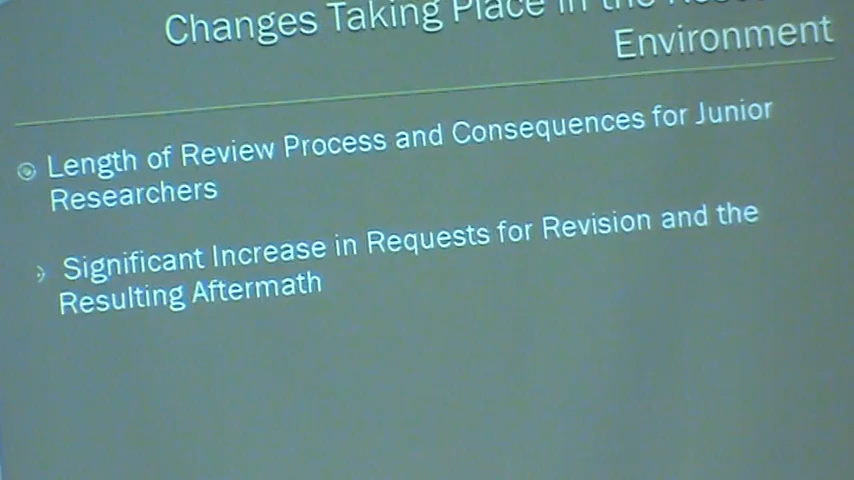 Changes Taking Place in the
Environment
Length of Review Process and Consequences for Junior
Researchers
Significant Increase in Requests for Revision and the
Resulting Aftermath